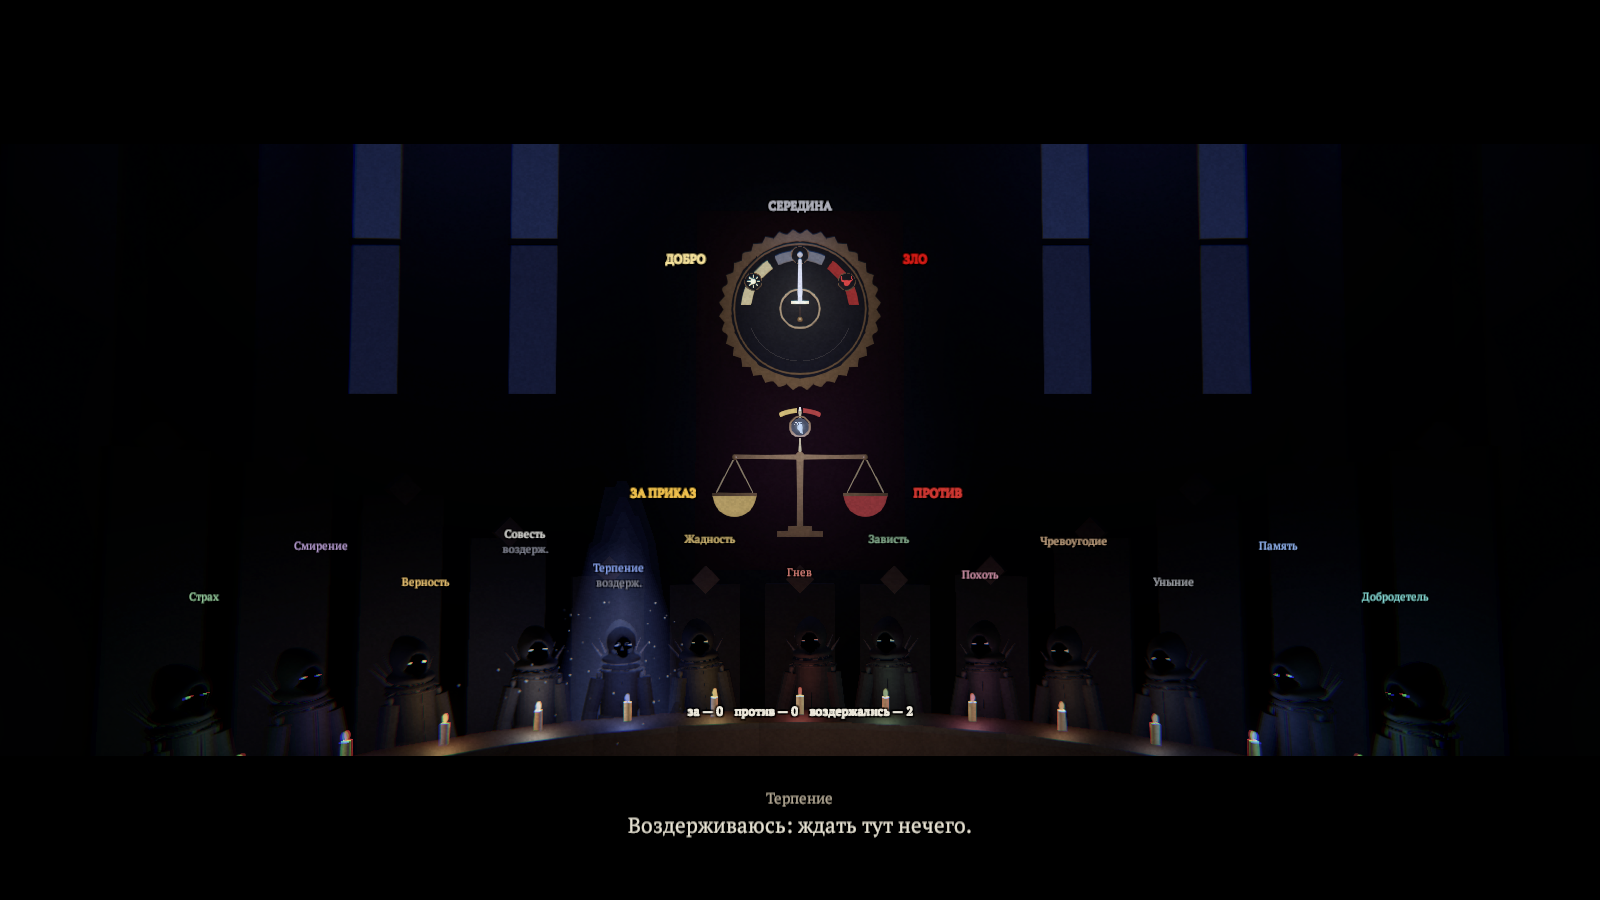 СЕРЕДИНА
ДОБРО
ЗЛО
ЗА ПРИКАЗ
ПРОТИВ
Страх
Смирение
Верность
Совесть
воздерж.
Терпение
воздерж.
Жадность
Гнев
Зависть
Похоть
Чревоугодие
Уныние
Память
Добродетель
за — 0 против — 0 воздержались — 2
Терпение
Воздерживаюсь: ждать тут нечего.